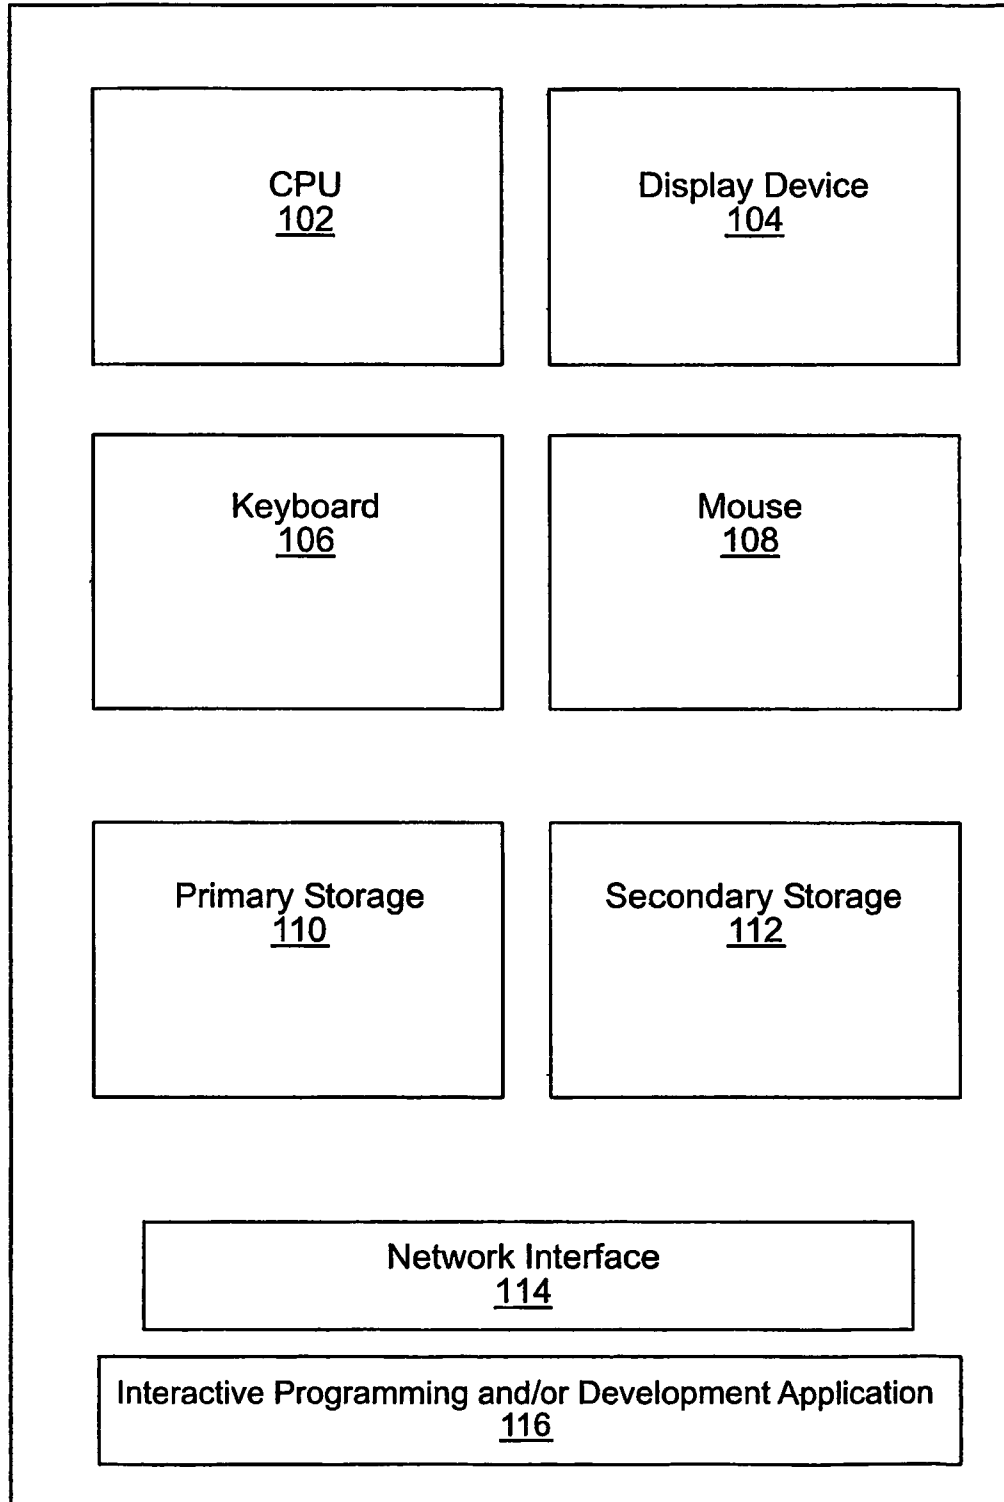 CPU
102
Display Device
104
Keyboard
106
Mouse
108
Primary Storage
110
Secondary Storage
112
Network Interface
114
Interactive Programming and/or Development Application
116